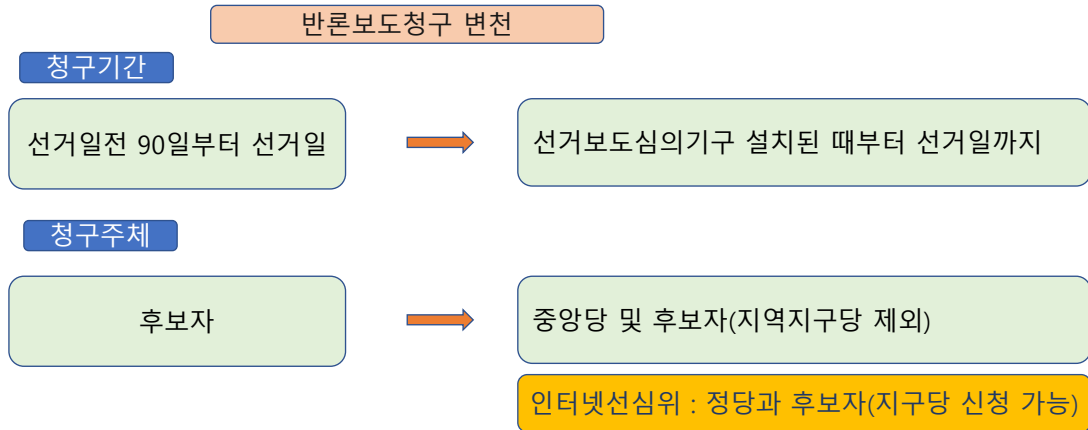 반론보도청구 변천
청구기간
선거일전 90일부터 선거일
선거보도심의기구 설치된 때부터 선거일까지
청구주체
후보자
중앙당 및 후보자(지역지구당 제외)
인터넷선심위 : 정당과 후보자(지구당 신청 가능)